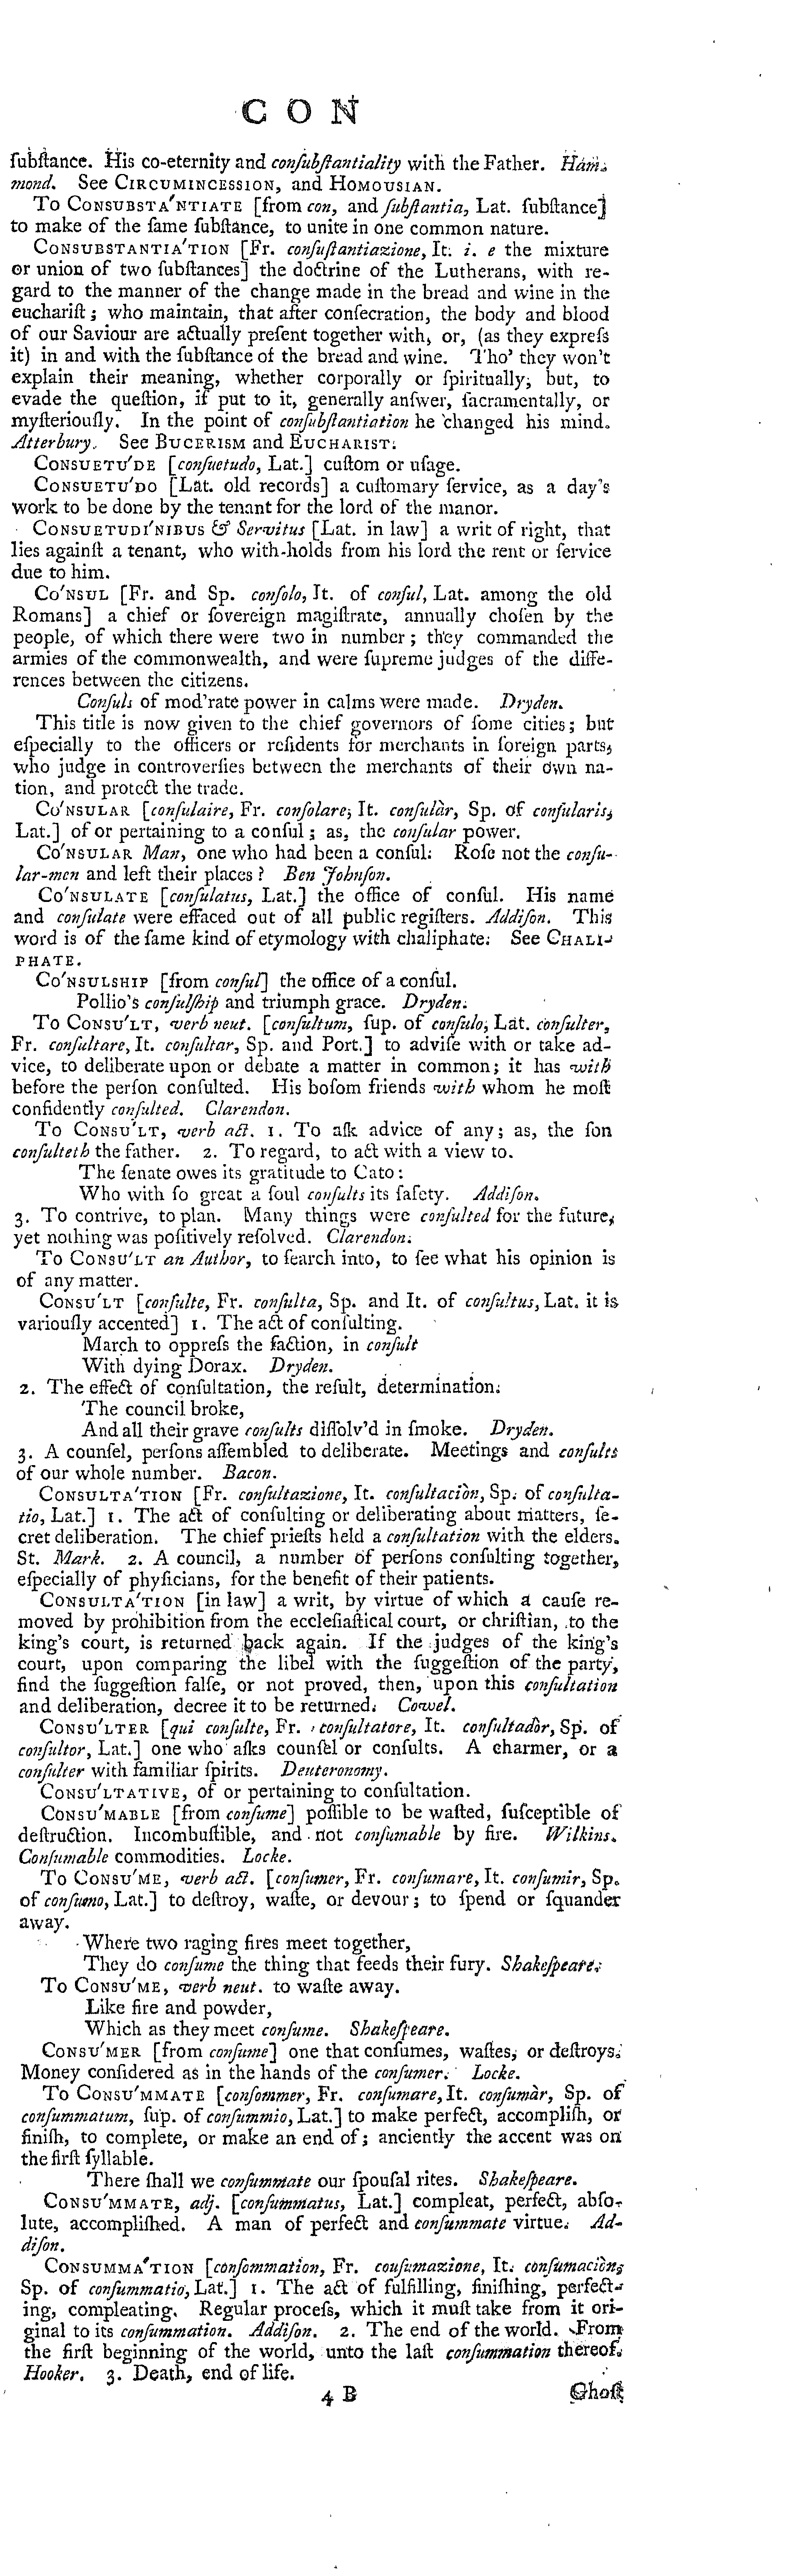 CON
ſubſtance. His co-eternity and conſubſtantiality with the Father. Ham-
mond. See CIRCUMINCESSION, and HOMOUSIAN.
To CONSUBSTA′NTIATE [from con, and ſubſtantia, Lat. ſubſtance]
to make of the ſame ſubſtance, to unite in one common nature.
CONSUBSTANTIA′TION [Fr. conſuſtantiazione, It. i. e the mixture
or union of two ſubſtances] the doctrine of the Lutherans, with re-
gard to the manner of the change made in the bread and wine in the
euchariſt; who maintain, that after conſecration, the body and blood
of our Saviour are actually preſent together with, or, (as they expreſs
it) in and with the ſubſtance of the bread and wine. Tho' they won't
explain their meaning, whether corporally or ſpiritually; but, to
evade the queſtion, if put to it, generally anſwer, ſacramentally, or
myſteriouſly. In the point of conſubſtantiation he changed his mind.
Atterbury. See BUCERISM and EUCHARIST.
CONSUETU′DE [conſuetudo, Lat.] cuſtom or uſage.
CONSUETU′DO [Lat. old records] a cuſtomary ſervice, as a day's
work to be done by the tenant for the lord of the manor.
CONSUETUDI′NIBUS & Servitus [Lat. in law] a writ of right, that
lies againſt a tenant, who with-holds from his lord the rent or ſervice
due to him.
CO′NSUL [Fr. and Sp. conſolo, It. of conſul, Lat. among the old
Romans] a chief or ſovereign magiſtrate, annually choſen by the
people, of which there were two in number; they commanded the
armies of the commonwealth, and were ſupreme judges of the diffe-
rences between the citizens.
Conſuls of mod'rate power in calms were made. Dryden.
This title is now given to the chief governors of ſome cities; but
eſpecially to the officers or reſidents for merchants in foreign parts,
who judge in controverſies between the merchants of their own na-
tion, and protect the trade.
CO′NSULAR [conſulaire, Fr. conſolare, It. conſulàr, Sp. of conſularis,
Lat.] of or pertaining to a conſul; as, the conſular power.
CO′NSULAR Man, one who had been a conſul. Roſe not the conſu-
lar-men and left their places? Ben Johnſon.
CO′NSULATE [conſulatus, Lat.] the office of conſul. His name
and conſulate were effaced out of all public regiſters. Addiſon. This
word is of the ſame kind of etymology with chaliphate. See CHALI-
PHATE.
CO′NSULSHIP [from conſul] the office of a conſul.
Pollio's conſulſhip and triumph grace. Dryden.
To CONSU′LT, verb neut. [conſultum, ſup. of conſulo, Lat. conſulter,
Fr. conſultare, It. conſultar, Sp. and Port.] to adviſe with or take ad-
vice, to deliberate upon or debate a matter in common; it has with
before the perſon conſulted. His boſom friends with whom he moſt
confidently conſulted. Clarendon.
To CONSU′LT, verb act. 1. To aſk advice of any; as, the ſon
conſulteth the father. 2. To regard, to act with a view to.
The ſenate owes its gratitude to Cato:
Who with ſo great a ſoul conſults its ſafety. Addiſon.
3. To contrive, to plan. Many things were conſulted for the future,
yet nothing was poſitively reſolved. Clarendon.
To CONSU′LT an Author, to ſearch into, to ſee what his opinion is
of any matter.
CONSU′LT [conſulte, Fr. conſulta, Sp. and It. of conſultus, Lat. it is
variouſly accented] 1. The act of conſulting.
March to oppreſs the faction, in conſult
With dying Dorax. Dryden.
2. The effect of conſultation, the reſult, determination.
The council broke,
And all their grave conſults diſſolv'd in ſmoke. Dryden.
3. A counſel, perſons aſſembled to deliberate. Meetings and conſults
of our whole number. Bacon.
CONSULTA′TION [Fr. conſultazione, It. conſultaciòn, Sp. of conſulta-
tio, Lat.] 1. The act of conſulting or deliberating about matters, ſe-
cret deliberation. The chief prieſts held a conſultation with the elders.
St. Mark. 2. A council, a number of perſons conſulting together,
eſpecially of phyſicians, for the benefit of their patients.
CONSULTA′TION [in law] a writ, by virtue of which a cauſe re-
moved by prohibition from the eccleſiaſtical court, or chriſtian, to the
king's court, is returned back again. If the judges of the king's
court, upon comparing the libel with the ſuggeſtion of the party,
find the ſuggeſtion falſe, or not proved, then, upon this conſultation
and deliberation, decree it to be returned. Cowel.
CONSU′LTER [qui conſulte, Fr. conſultatore, It. conſultadòr, Sp. of
conſultor, Lat.] one who aſks counſel or conſults. A charmer, or a
conſulter with familiar ſpirits. Deuteronomy.
CONSU′LTATIVE, of or pertaining to conſultation.
CONSU′MABLE [from conſume] poſſible to be waſted, ſuſceptible of
deſtruction. Incombuſtible, and not conſumable by fire. Wilkins.
Conſumable commodities. Locke.
To CONSU′ME, verb act. [conſumer, Fr. conſumare, It. conſumir, Sp.
of conſumo, Lat.] to deſtroy, waſte, or devour; to ſpend or ſquander
away.
Where two raging fires meet together,
They do conſume the thing that feeds their fury. Shakeſpeare.
To CONSU′ME, verb neut. to waſte away.
Like fire and powder,
Which as they meet conſume. Shakeſpeare.
CONSU′MER [from conſume] one that conſumes, waſtes, or deſtroys.
Money conſidered as in the hands of the conſumer. Locke.
To CONSU′MMATE [conſommer, Fr. conſumare, It. conſumàr, Sp. of
conſummatum, ſup. of conſummio, Lat.] to make perfect, accompliſh, or
finiſh, to complete, or make an end of; anciently the accent was on
the firſt ſyllable.
There ſhall we conſummate our ſpouſal rites. Shakeſpeare.
CONSU′MMATE, adj. [conſummatus, Lat.] compleat, perfect, abſo-
lute, accompliſhed. A man of perfect and conſummate virtue. Ad-
diſon.
CONSUMMA′TION [conſommation, Fr. couſumazione, It. conſumaciòn,
Sp. of conſummatio, Lat.] 1. The act of fulfilling, finiſhing, perfect-
ing, compleating. Regular proceſs, which it muſt take from it ori-
ginal to its conſummation. Addiſon. 2. The end of the world. From
the firſt beginning of the world, unto the laſt conſummation thereof.
Hooker. 3. Death, end of life.
4 B Ghoſt